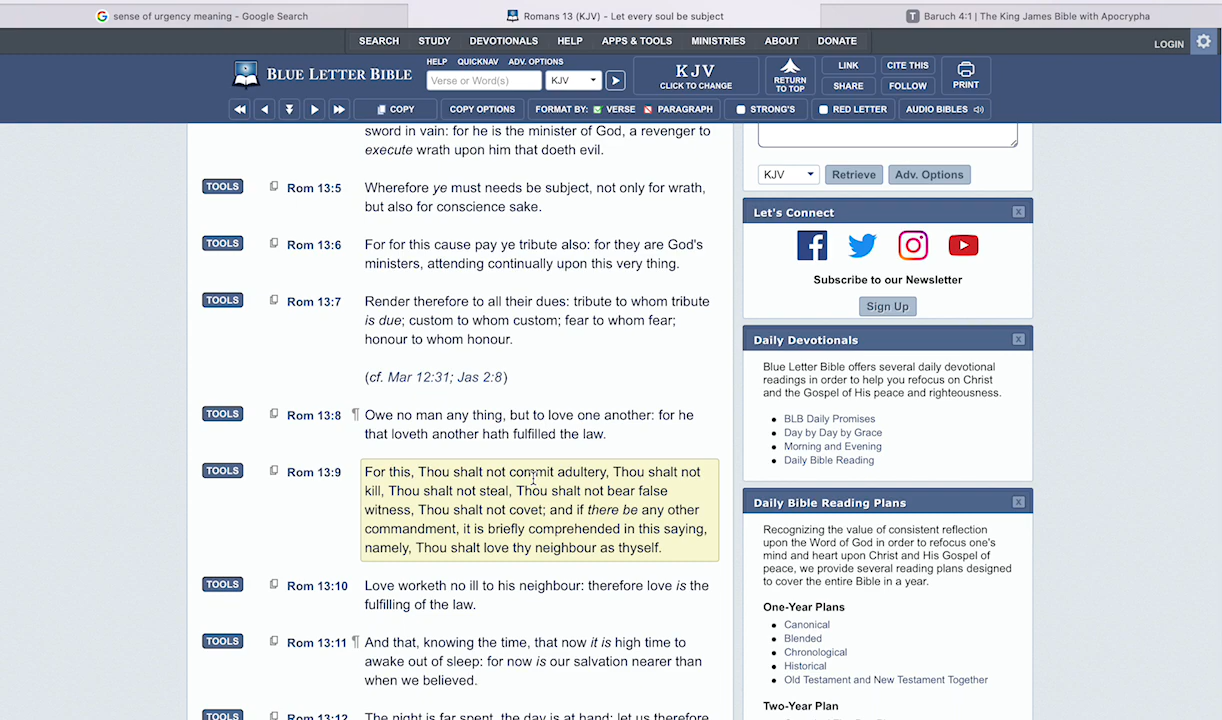 sense of urgency meaning - Google Search
Romans 13 (KJV) - Let every soul be subject
T Baruch 4:1 | The King James Bible with Apocrypha
SEARCH STUDY DEVOTIONALS HELP APPS & TOOLS MINISTRIES ABOUT DONATE
LOGIN
BLUE LETTER BIBLE
HELP QUICKNAV ADV. OPTIONS
Verse or Word(s) KJV
KJV
CLICK TO CHANGE
RETURN
TO TOP
LINK CITE THIS
SHARE FOLLOW
PRINT
COPY COPY OPTIONS FORMAT BY: VERSE PARAGRAPH STRONG'S RED LETTER AUDIO BIBLES
sword in vain: for he is the minister of God, a revenger to
execute wrath upon him that doeth evil.
TOOLS Rom 13:5 Wherefore ye must needs be subject, not only for wrath,
but also for conscience sake.
TOOLS Rom 13:6 For for this cause pay ye tribute also: for they are God's
ministers, attending continually upon this very thing.
TOOLS Rom 13:7 Render therefore to all their dues: tribute to whom tribute
is due; custom to whom custom; fear to whom fear;
honour to whom honour.
(cf. Mar 12:31; Jas 2:8)
TOOLS Rom 13:8 ¶ Owe no man any thing, but to love one another: for he
that loveth another hath fulfilled the law.
TOOLS Rom 13:9 For this, Thou shalt not commit adultery, Thou shalt not
kill, Thou shalt not steal, Thou shalt not bear false
witness, Thou shalt not covet; and if there be any other
commandment, it is briefly comprehended in this saying,
namely, Thou shalt love thy neighbour as thyself.
TOOLS Rom 13:10 Love worketh no ill to his neighbour: therefore love is the
fulfilling of the law.
TOOLS Rom 13:11 ¶ And that, knowing the time, that now it is high time to
awake out of sleep: for now is our salvation nearer than
when we believed.
TOOLS Rom 13:12 The night is far spent, the day is at hand: let us therefore
KJV Retrieve Adv. Options
Let's Connect x
Subscribe to our Newsletter
Sign Up
Daily Devotionals x
Blue Letter Bible offers several daily devotional
readings in order to help you refocus on Christ
and the Gospel of His peace and righteousness.
• BLB Daily Promises
• Day by Day by Grace
• Morning and Evening
• Daily Bible Reading
Daily Bible Reading Plans x
Recognizing the value of consistent reflection
upon the Word of God in order to refocus one's
mind and heart upon Christ and His Gospel of
peace, we provide several reading plans designed
to cover the entire Bible in a year.
One-Year Plans
• Canonical
• Blended
• Chronological
• Historical
• Old Testament and New Testament Together
Two-Year Plan